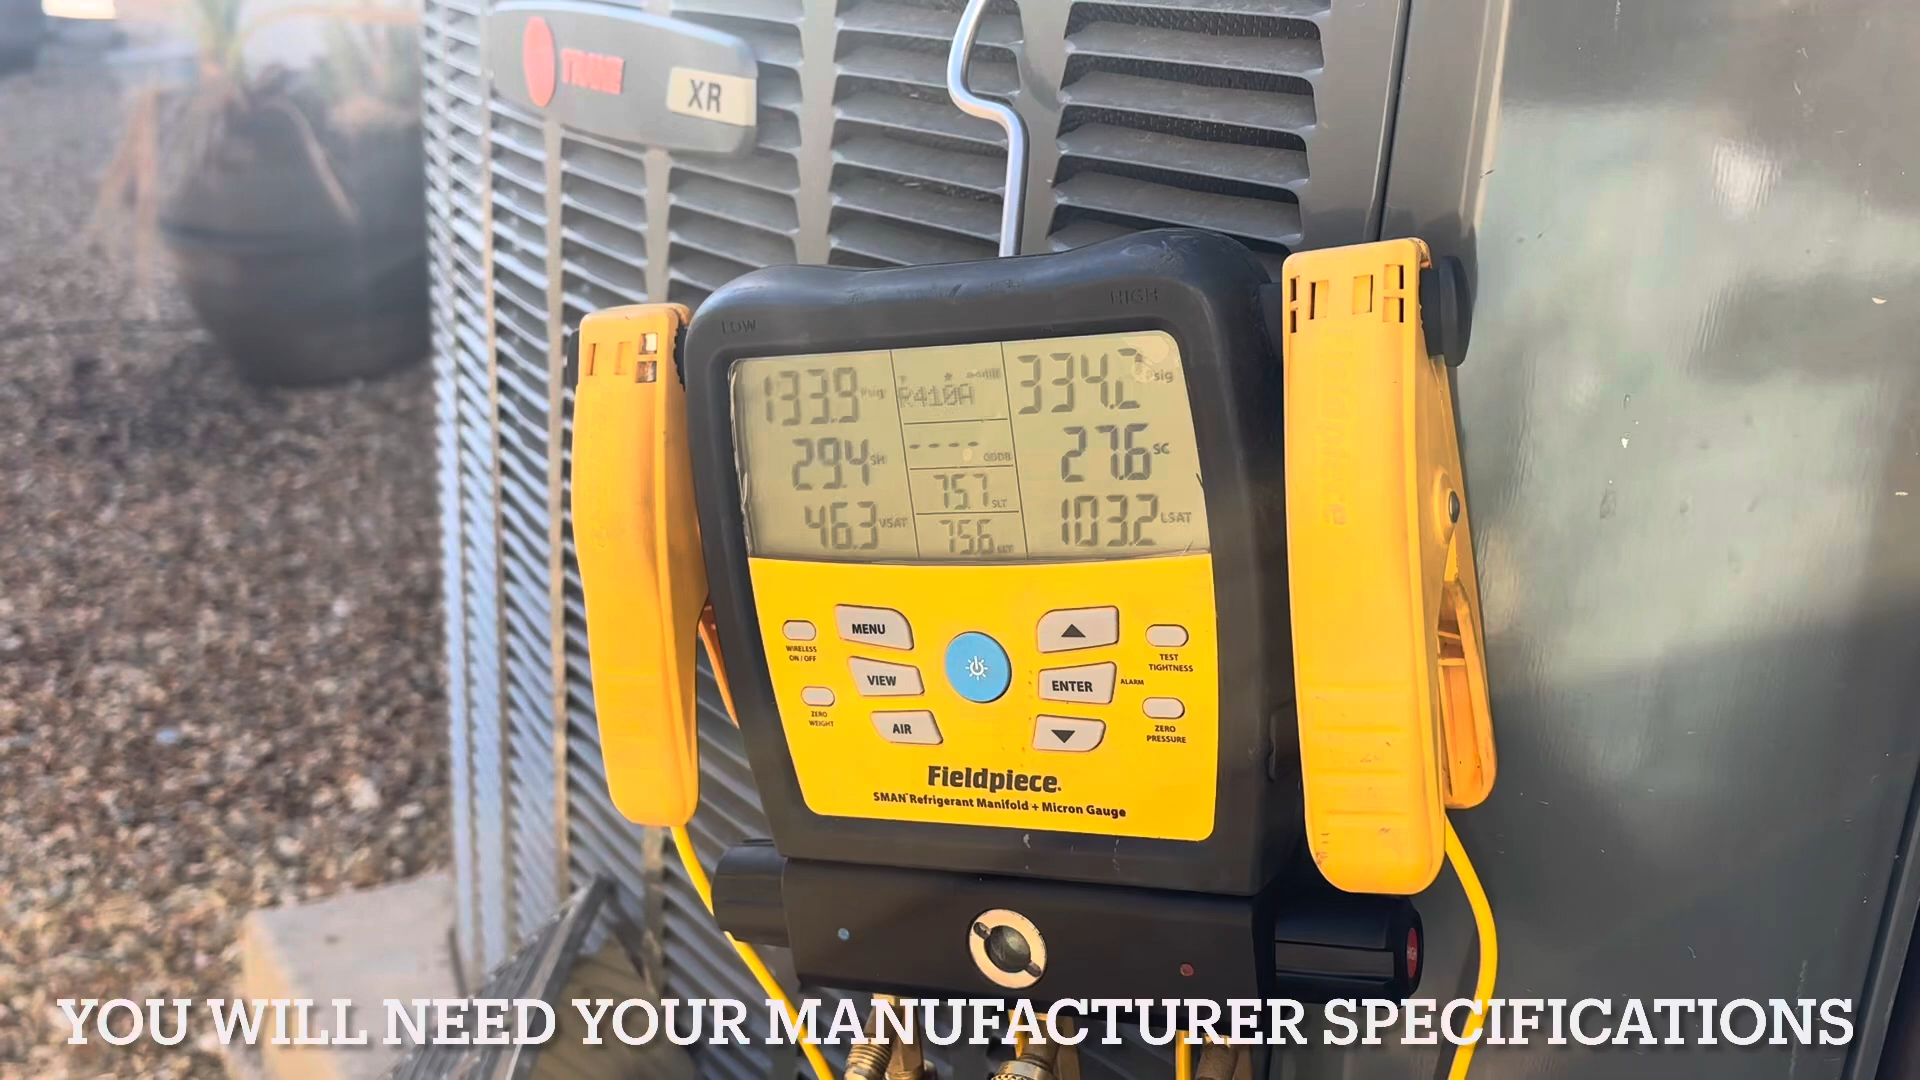 TRANE
XR
LOW
HIGH
133.9 Psig
R410A
334.2 Psig
29.4 SH
---- ODDB
27.6 SC
46.3 VSAT
75.7 SLT
103.2 LSAT
75.6
WIRELESS
ON / OFF
MENU
TEST
TIGHTNESS
VIEW
ENTER
ALARM
ZERO
WEIGHT
AIR
ZERO
PRESSURE
Fieldpiece
SMAN™ Refrigerant Manifold + Micron Gauge
YOU WILL NEED YOUR MANUFACTURER SPECIFICATIONS